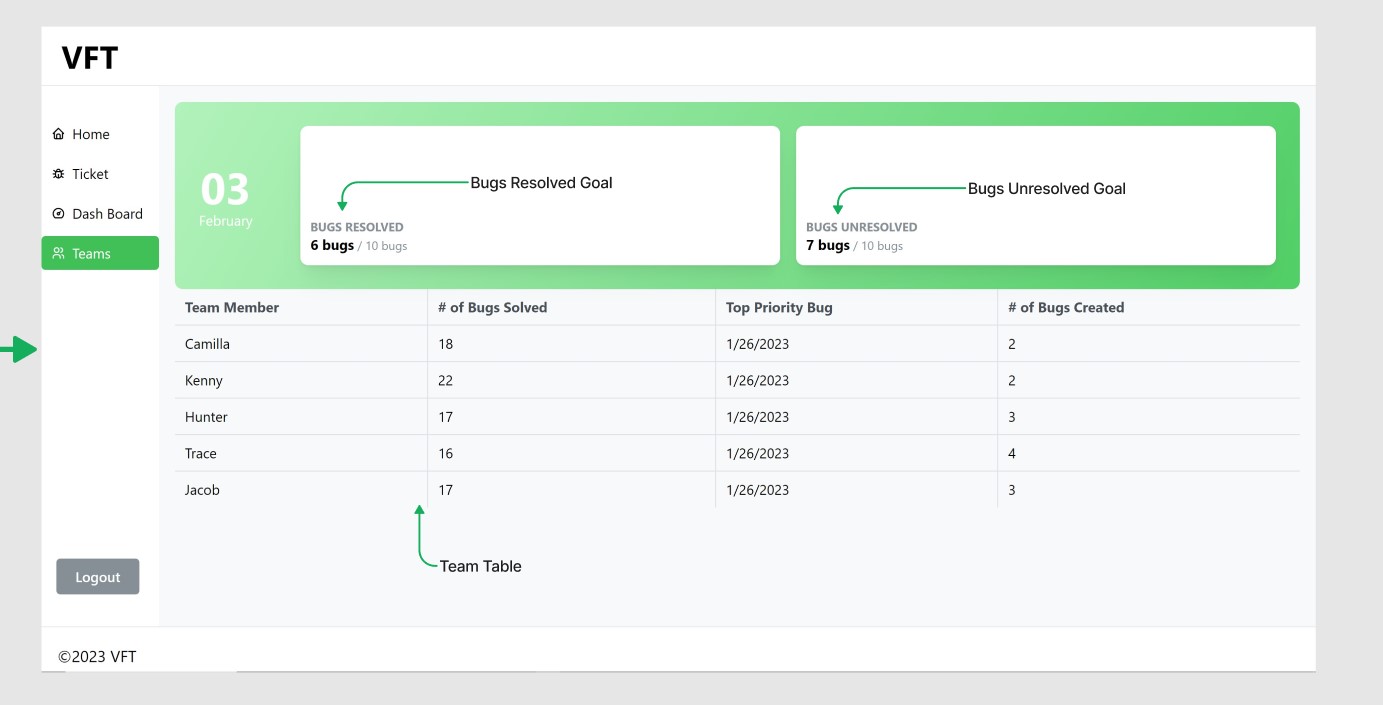 VFT
Home
Ticket
Dash Board
Teams
Logout
03
February
Bugs Resolved Goal
BUGS RESOLVED
6 bugs / 10 bugs
Bugs Unresolved Goal
BUGS UNRESOLVED
7 bugs / 10 bugs
Team Member # of Bugs Solved Top Priority Bug # of Bugs Created
Camilla 18 1/26/2023 2
Kenny 22 1/26/2023 2
Hunter 17 1/26/2023 3
Trace 16 1/26/2023 4
Jacob 17 1/26/2023 3
Team Table
©2023 VFT